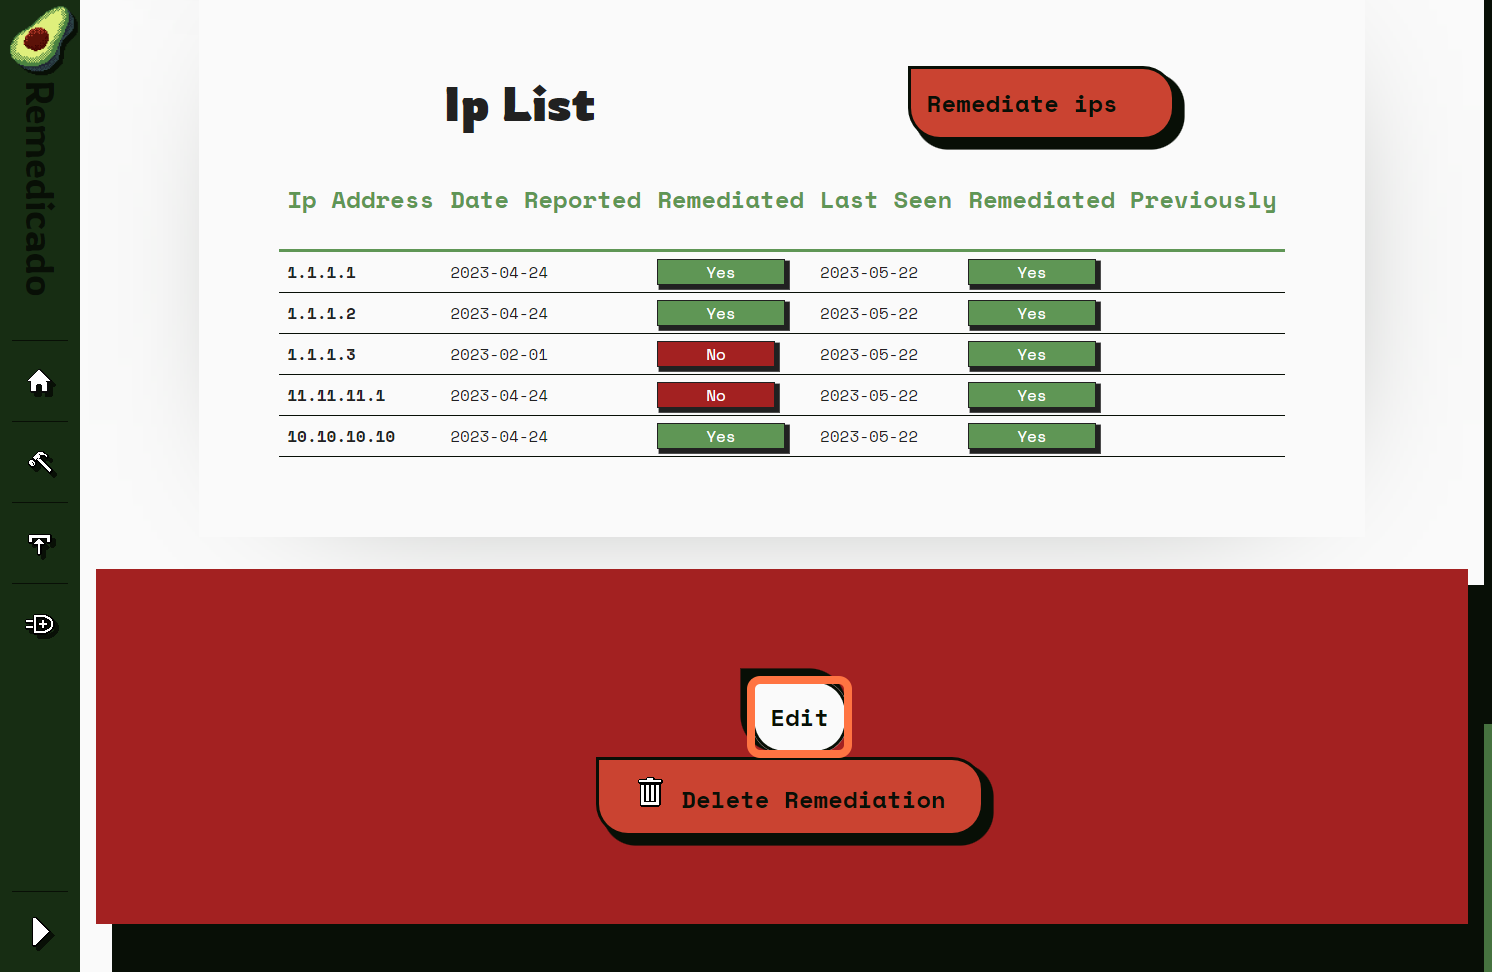 Remedicado
Ip List
Remediate ips
Ip Address Date Reported Remediated Last Seen Remediated Previously
1.1.1.1 2023-04-24 Yes 2023-05-22 Yes
1.1.1.2 2023-04-24 Yes 2023-05-22 Yes
1.1.1.3 2023-02-01 No 2023-05-22 Yes
11.11.11.1 2023-04-24 No 2023-05-22 Yes
10.10.10.10 2023-04-24 Yes 2023-05-22 Yes
Edit
Delete Remediation